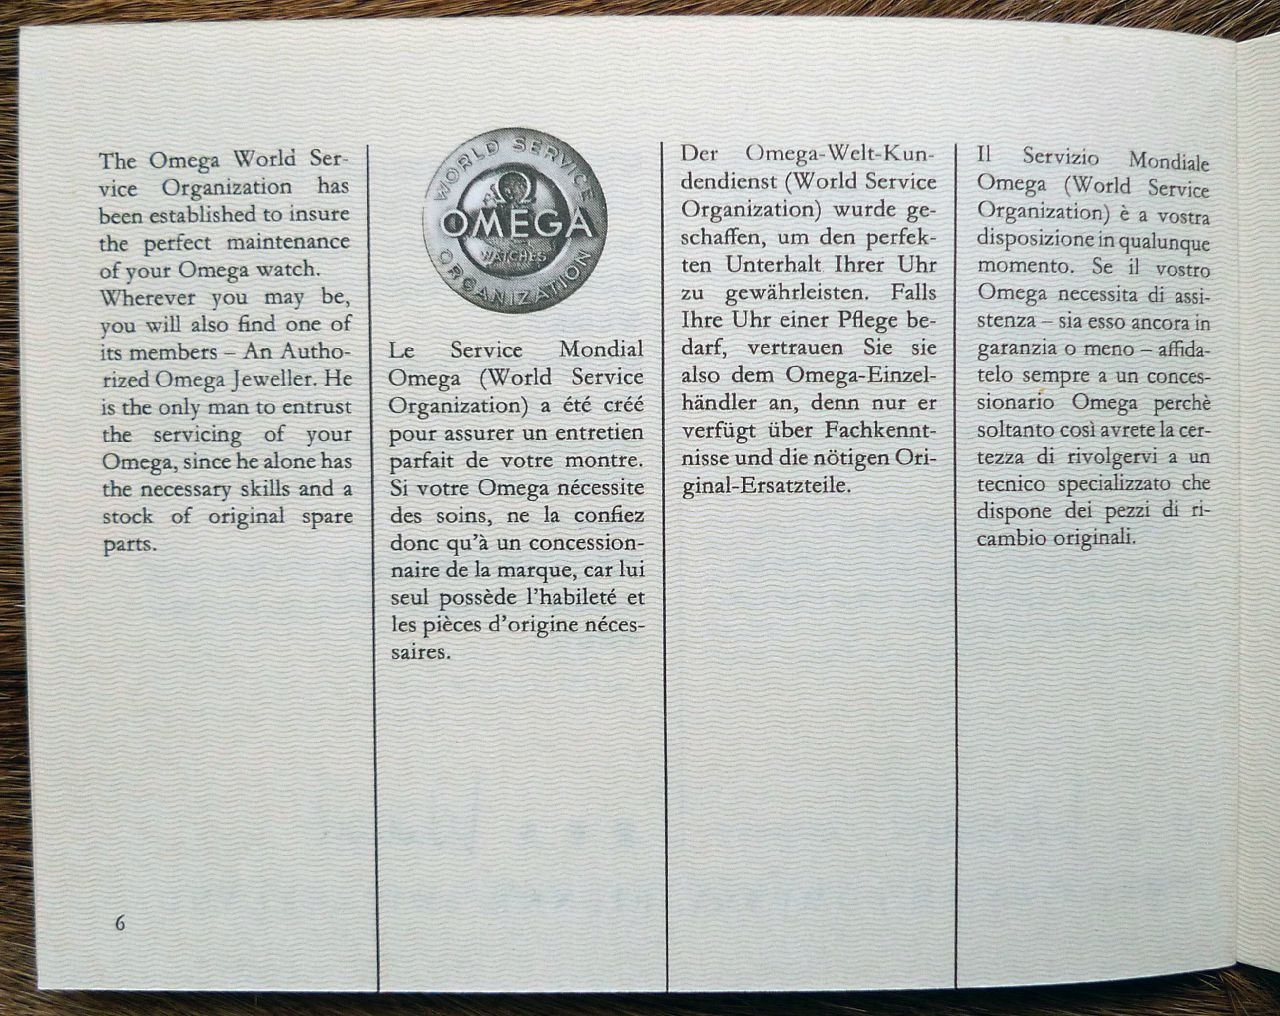 The Omega World Ser-
vice Organization has
been established to insure
the perfect maintenance
of your Omega watch.
Wherever you may be,
you will also find one of
its members – An Autho-
rized Omega Jeweller. He
is the only man to entrust
the servicing of your
Omega, since he alone has
the necessary skills and a
stock of original spare
parts.
WORLD SERVICE
Ω
OMEGA
WATCHES
ORGANIZATION
Le Service Mondial
Omega (World Service
Organization) a été créé
pour assurer un entretien
parfait de votre montre.
Si votre Omega nécessite
des soins, ne la confiez
donc qu'à un concession-
naire de la marque, car lui
seul possède l'habileté et
les pièces d'origine néces-
saires.
Der Omega-Welt-Kun-
dendienst (World Service
Organization) wurde ge-
schaffen, um den perfek-
ten Unterhalt Ihrer Uhr
zu gewährleisten. Falls
Ihre Uhr einer Pflege be-
darf, vertrauen Sie sie
also dem Omega-Einzel-
händler an, denn nur er
verfügt über Fachkennt-
nisse und die nötigen Ori-
ginal-Ersatzteile.
Il Servizio Mondiale
Omega (World Service
Organization) è a vostra
disposizione in qualunque
momento. Se il vostro
Omega necessita di assi-
stenza – sia esso ancora in
garanzia o meno – affida-
telo sempre a un conces-
sionario Omega perchè
soltanto così avrete la cer-
tezza di rivolgervi a un
tecnico specializzato che
dispone dei pezzi di ri-
cambio originali.
6